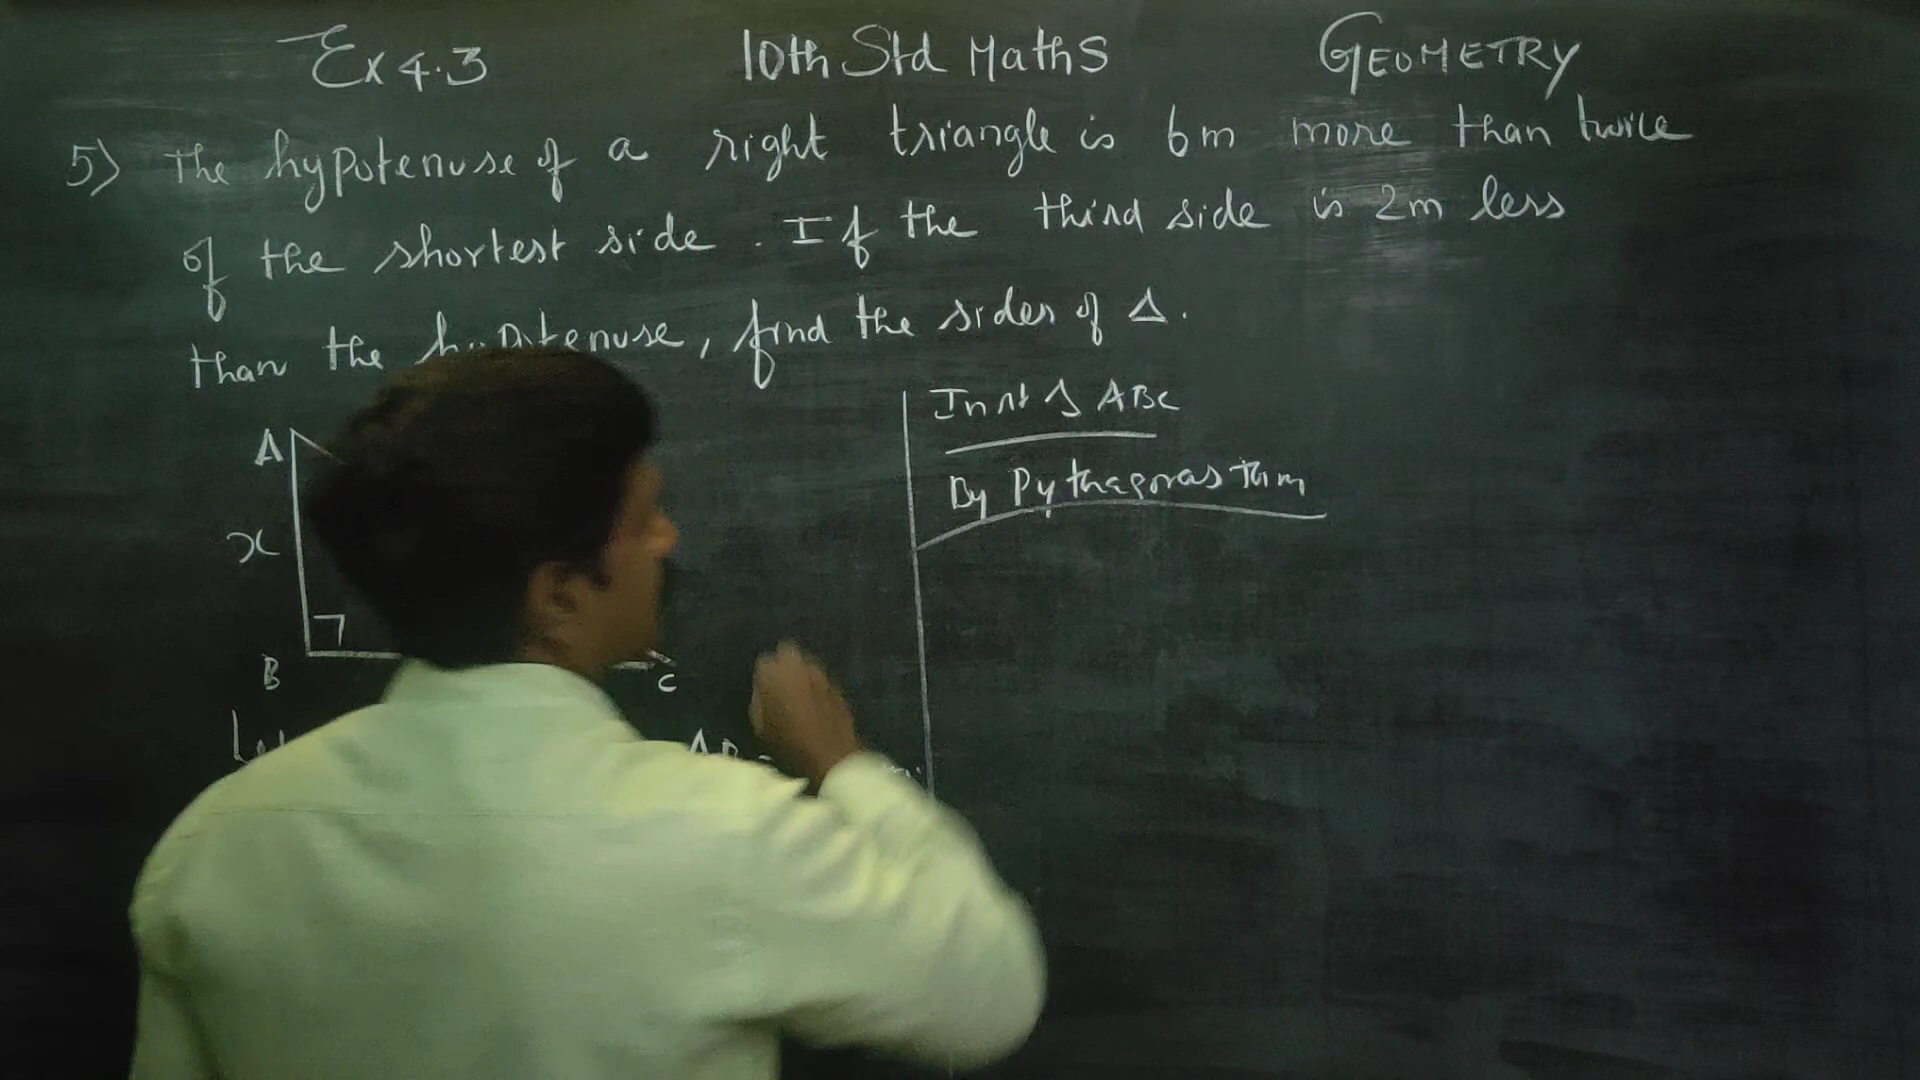 Ex 4.3 10th Std Maths GEOMETRY
5) The hypotenuse of a right triangle is 6m more than twice
of the shortest side. If the third side is 2m less
than the hypotenuse, find the sides of Δ.
In rt Δ ABC
By Pythagoras Thm
A
x
B
C